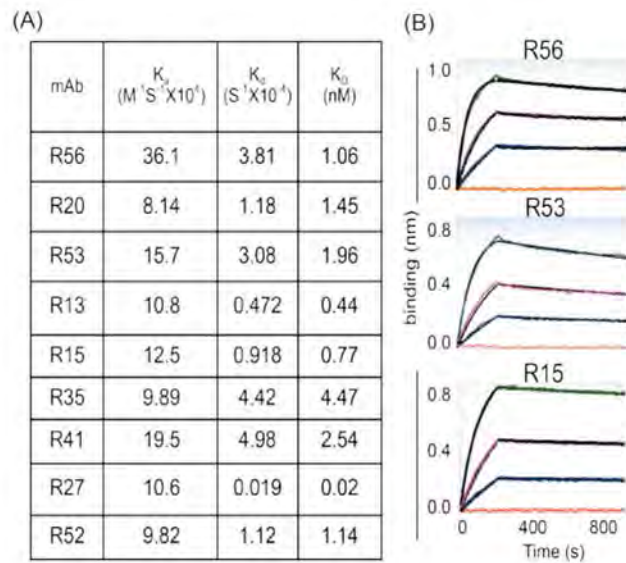 (A)
mAb Ka (M⁻¹S⁻¹X10⁴) Kd (S⁻¹X10⁻⁴) KD (nM)
R56 36.1 3.81 1.06
R20 8.14 1.18 1.45
R53 15.7 3.08 1.96
R13 10.8 0.472 0.44
R15 12.5 0.918 0.77
R35 9.89 4.42 4.47
R41 19.5 4.98 2.54
R27 10.6 0.019 0.02
R52 9.82 1.12 1.14
(B)
R56
1.0
0.5
0.0
R53
0.8
0.4
0.0
R15
0.8
0.4
0.0
binding (nm)
0 400 800
Time (s)